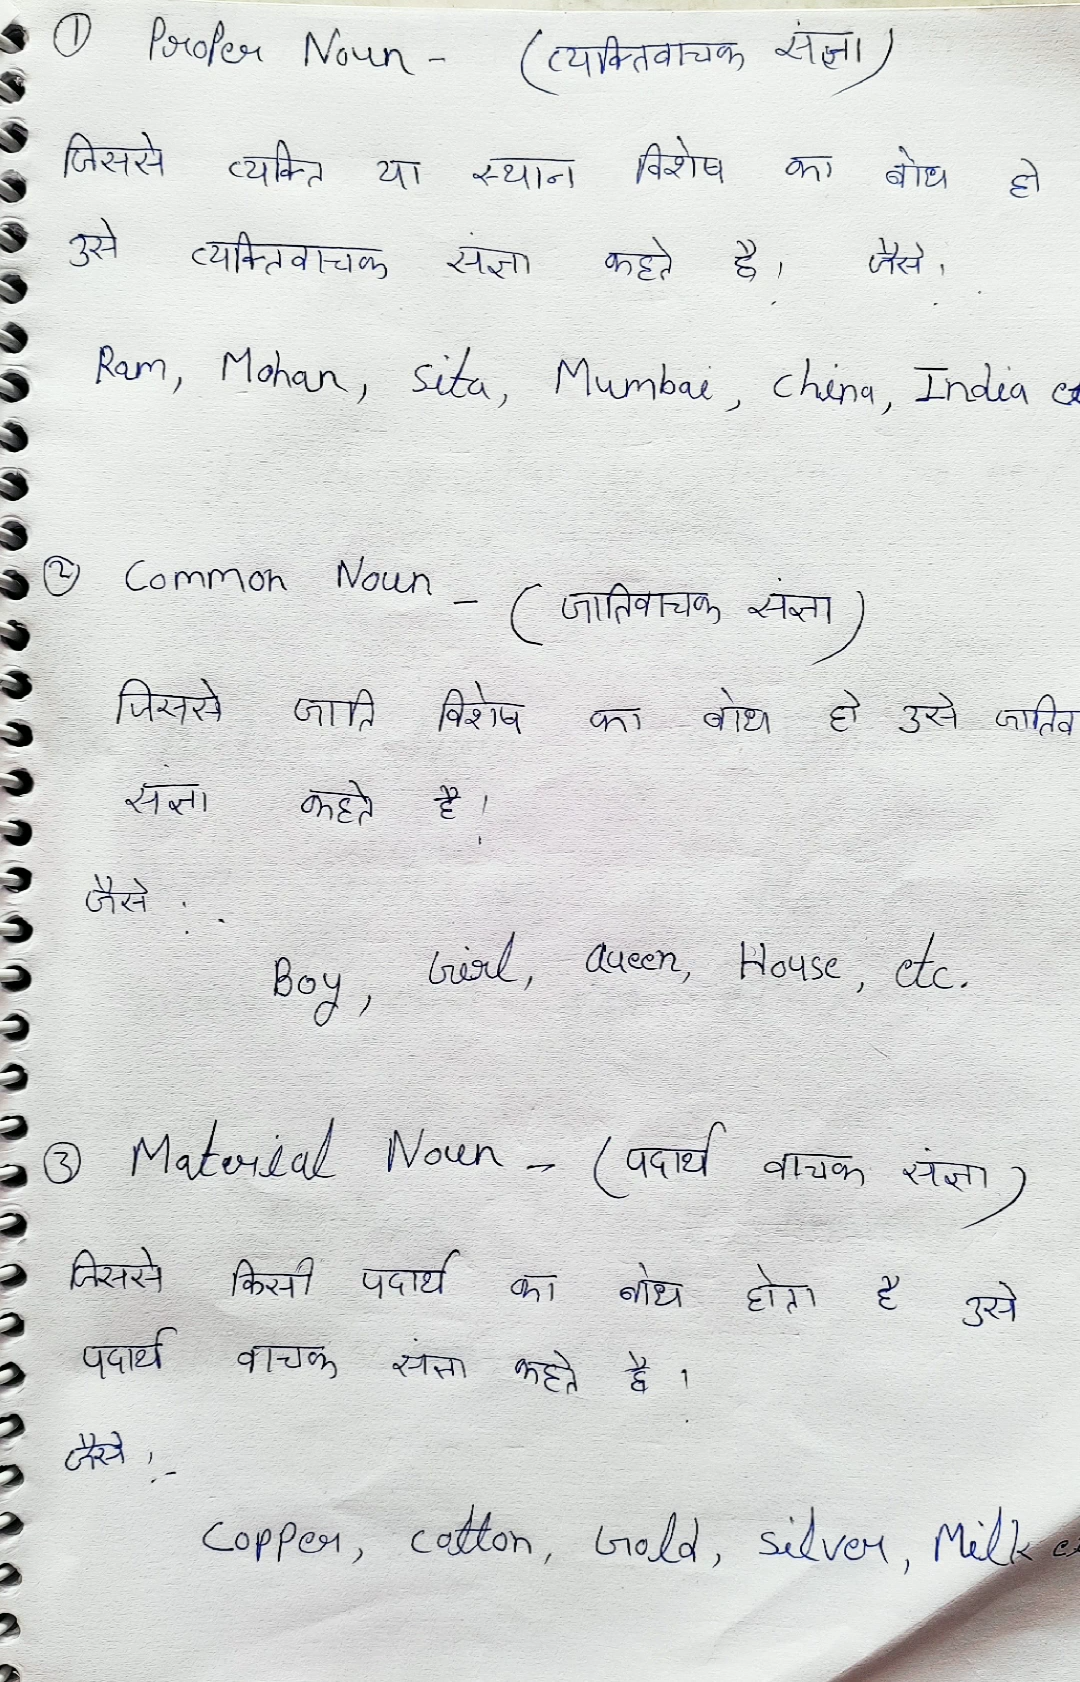 ① Proper Noun - (व्यक्तिवाचक संज्ञा)
जिससे व्यक्ति या स्थान विशेष का बोध हो
उसे व्यक्तिवाचक संज्ञा कहते है। जैसे।
Ram, Mohan, Sita, Mumbai, China, India
② Common Noun - (जातिवाचक संज्ञा)
जिससे जाति विशेष का बोध हो उसे जातिव
संज्ञा कहते है।
जैसे
Boy, Girl, Queen, House, etc.
③ Material Noun - (पदार्थ वाचक संज्ञा)
जिससे किसी पदार्थ का बोध होता है उसे
पदार्थ वाचक संज्ञा कहते है।
जैसे :-
Copper, Cotton, Gold, Silver, Milk